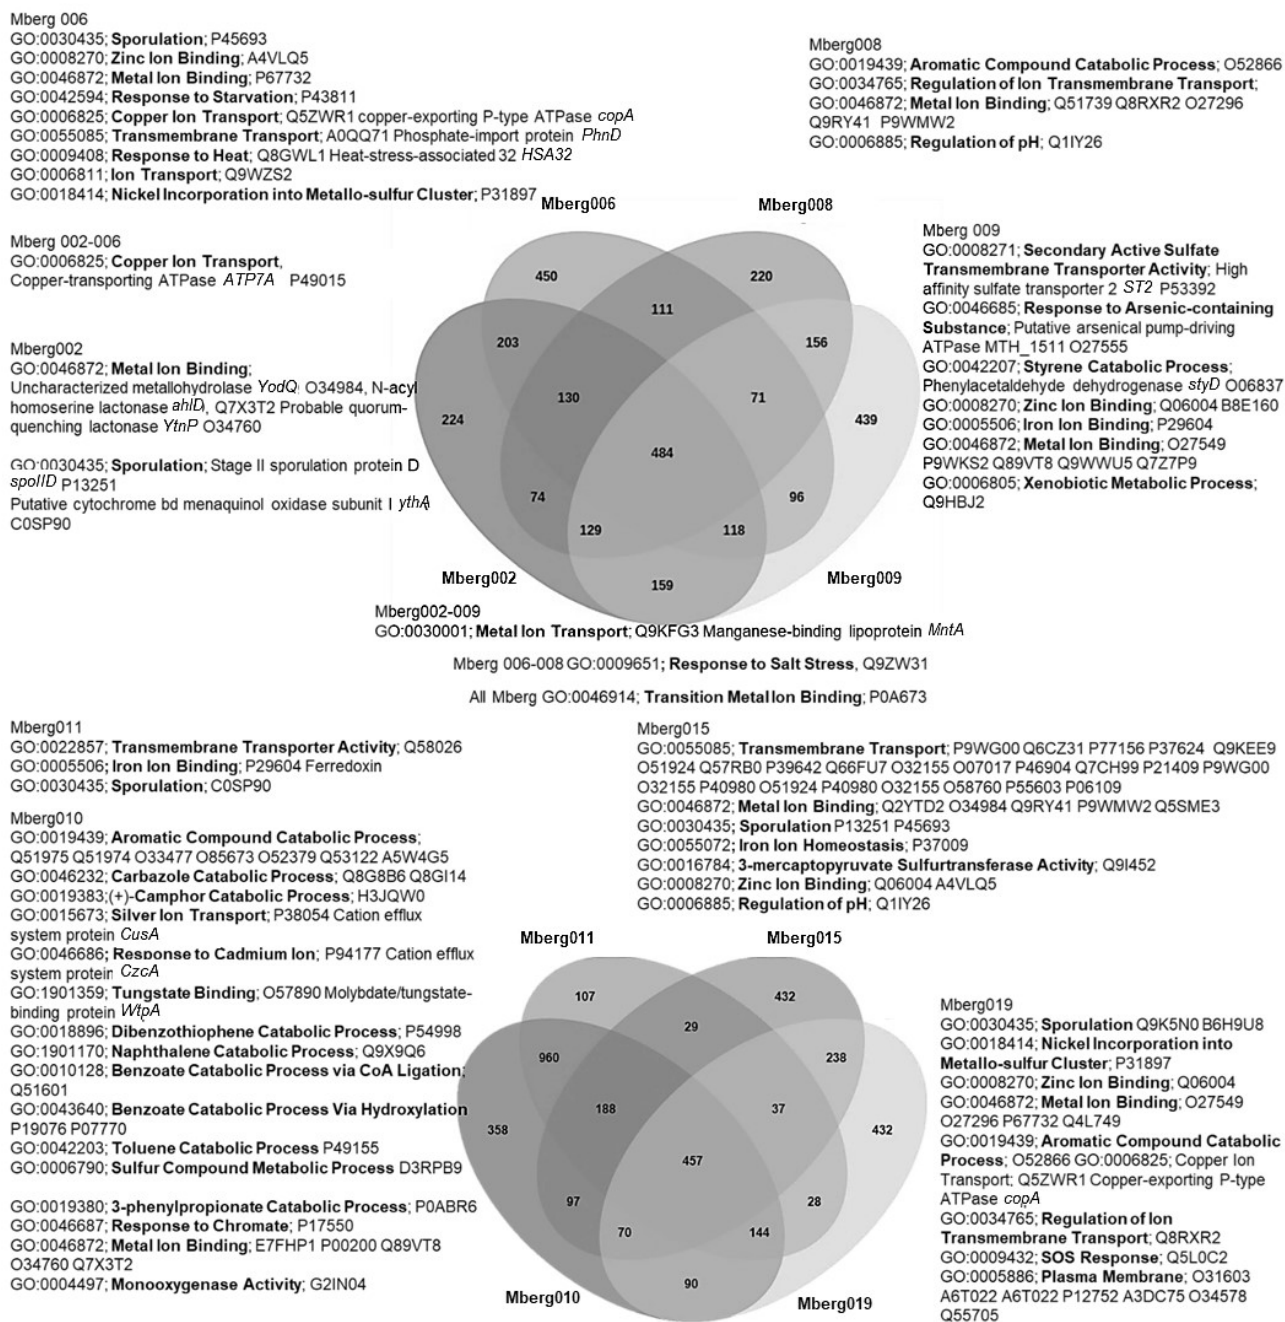 Mberg 006
GO:0030435; Sporulation; P45693
GO:0008270; Zinc Ion Binding; A4VLQ5
GO:0046872; Metal Ion Binding; P67732
GO:0042594; Response to Starvation; P43811
GO:0006825; Copper Ion Transport; Q5ZWR1 copper-exporting P-type ATPase copA
GO:0055085; Transmembrane Transport; A0QQ71 Phosphate-import protein PhnD
GO:0009408; Response to Heat; Q8GWL1 Heat-stress-associated 32 HSA32
GO:0006811; Ion Transport; Q9WZS2
GO:0018414; Nickel Incorporation into Metallo-sulfur Cluster; P31897
Mberg008
GO:0019439; Aromatic Compound Catabolic Process; O52866
GO:0034765; Regulation of Ion Transmembrane Transport;
GO:0046872; Metal Ion Binding; Q51739 Q8RXR2 O27296
Q9RY41 P9WMW2
GO:0006885; Regulation of pH; Q1IY26
Mberg 002-006
GO:0006825; Copper Ion Transport,
Copper-transporting ATPase ATP7A P49015
Mberg002
GO:0046872; Metal Ion Binding;
Uncharacterized metallohydrolase YodQ; O34984, N-acyl
homoserine lactonase ahlD, Q7X3T2 Probable quorum-
quenching lactonase YtnP O34760
GO:0030435; Sporulation; Stage II sporulation protein D
spoIID P13251
Putative cytochrome bd menaquinol oxidase subunit I ythA
C0SP90
Mberg006
Mberg008
450
220
111
203
156
130
71
224
439
484
74
96
129
118
159
Mberg002
Mberg009
Mberg 009
GO:0008271; Secondary Active Sulfate
Transmembrane Transporter Activity; High
affinity sulfate transporter 2 ST2 P53392
GO:0046685; Response to Arsenic-containing
Substance; Putative arsenical pump-driving
ATPase MTH_1511 O27555
GO:0042207; Styrene Catabolic Process;
Phenylacetaldehyde dehydrogenase styD O06837
GO:0008270; Zinc Ion Binding; Q06004 B8E160
GO:0005506; Iron Ion Binding; P29604
GO:0046872; Metal Ion Binding; O27549
P9WKS2 Q89VT8 Q9WWU5 Q7Z7P9
GO:0006805; Xenobiotic Metabolic Process;
Q9HBJ2
Mberg002-009
GO:0030001; Metal Ion Transport; Q9KFG3 Manganese-binding lipoprotein MntA
Mberg 006-008 GO:0009651; Response to Salt Stress, Q9ZW31
All Mberg GO:0046914; Transition Metal Ion Binding; P0A673
Mberg011
GO:0022857; Transmembrane Transporter Activity; Q58026
GO:0005506; Iron Ion Binding; P29604 Ferredoxin
GO:0030435; Sporulation; C0SP90
Mberg010
GO:0019439; Aromatic Compound Catabolic Process;
Q51975 Q51974 O33477 O85673 O52379 Q53122 A5W4G5
GO:0046232; Carbazole Catabolic Process; Q8G8B6 Q8GI14
GO:0019383;(+)-Camphor Catabolic Process; H3JQW0
GO:0015673; Silver Ion Transport; P38054 Cation efflux
system protein CusA
GO:0046686; Response to Cadmium Ion; P94177 Cation efflux
system protein CzcA
GO:1901359; Tungstate Binding; O57890 Molybdate/tungstate-
binding protein WtpA
GO:0018896; Dibenzothiophene Catabolic Process; P54998
GO:1901170; Naphthalene Catabolic Process; Q9X9Q6
GO:0010128; Benzoate Catabolic Process via CoA Ligation;
Q51601
GO:0043640; Benzoate Catabolic Process Via Hydroxylation
P19076 P07770
GO:0042203; Toluene Catabolic Process P49155
GO:0006790; Sulfur Compound Metabolic Process D3RPB9
GO:0019380; 3-phenylpropionate Catabolic Process; P0ABR6
GO:0046687; Response to Chromate; P17550
GO:0046872; Metal Ion Binding; E7FHP1 P00200 Q89VT8
O34760 Q7X3T2
GO:0004497; Monooxygenase Activity; G2IN04
Mberg015
GO:0055085; Transmembrane Transport; P9WG00 Q6CZ31 P77156 P37624 Q9KEE9
O51924 Q57RB0 P39642 Q66FU7 O32155 O07017 P46904 Q7CH99 P21409 P9WG00
O32155 P40980 O51924 P40980 O32155 O58760 P55603 P06109
GO:0046872; Metal Ion Binding; Q2YTD2 O34984 Q9RY41 P9WMW2 Q5SME3
GO:0030435; Sporulation P13251 P45693
GO:0055072; Iron Ion Homeostasis; P37009
GO:0016784; 3-mercaptopyruvate Sulfurtransferase Activity; Q9I452
GO:0008270; Zinc Ion Binding; Q06004 A4VLQ5
GO:0006885; Regulation of pH; Q1IY26
Mberg011
Mberg015
107
432
29
960
238
188
37
358
432
457
97
28
70
144
90
Mberg010
Mberg019
Mberg019
GO:0030435; Sporulation Q9K5N0 B6H9U8
GO:0018414; Nickel Incorporation into
Metallo-sulfur Cluster; P31897
GO:0008270; Zinc Ion Binding; Q06004
GO:0046872; Metal Ion Binding; O27549
O27296 P67732 Q4L749
GO:0019439; Aromatic Compound Catabolic
Process; O52866 GO:0006825; Copper Ion
Transport; Q5ZWR1 Copper-exporting P-type
ATPase copA
GO:0034765; Regulation of Ion
Transmembrane Transport; Q8RXR2
GO:0009432; SOS Response; Q5L0C2
GO:0005886; Plasma Membrane; O31603
A6T022 A6T022 P12752 A3DC75 O34578
Q55705